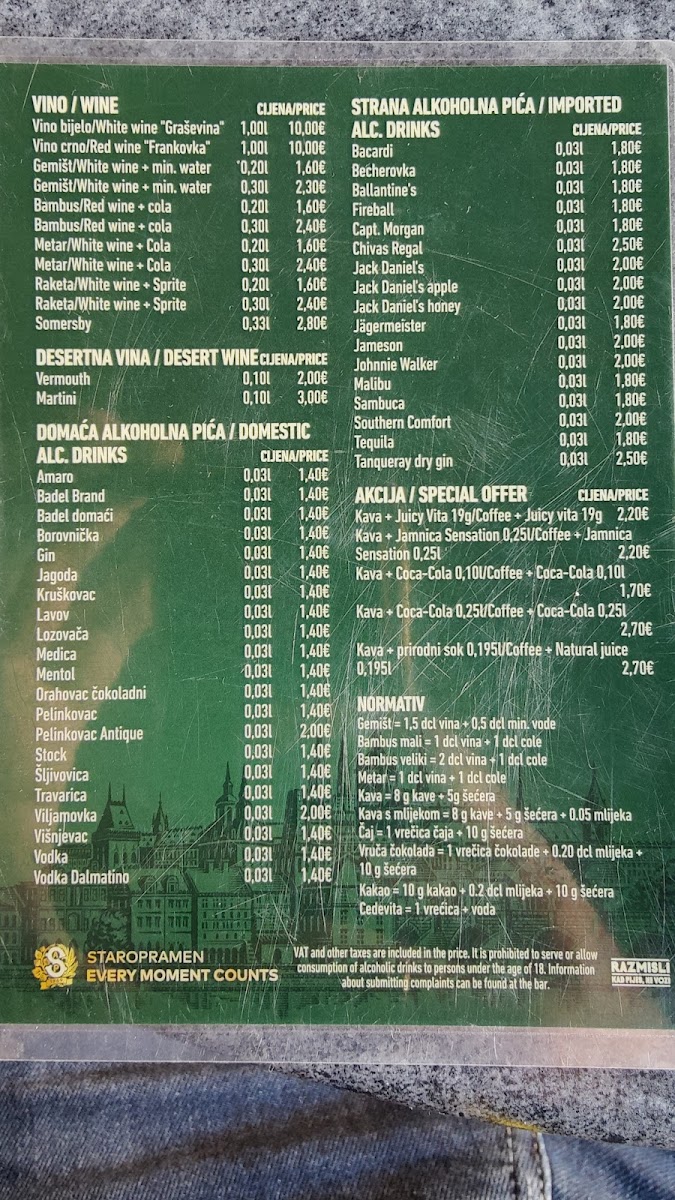 VINO / WINE CIJENA/PRICE
Vino bijelo/White wine "Graševina" 1,00l 10,00€
Vino crno/Red wine "Frankovka" 1,00l 10,00€
Gemišt/White wine + min. water 0,20l 1,60€
Gemišt/White wine + min. water 0,30l 2,30€
Bambus/Red wine + cola 0,20l 1,60€
Bambus/Red wine + cola 0,30l 2,40€
Metar/White wine + Cola 0,20l 1,60€
Metar/White wine + Cola 0,30l 2,40€
Raketa/White wine + Sprite 0,20l 1,60€
Raketa/White wine + Sprite 0,30l 2,40€
Somersby 0,33l 2,80€
DESERTNA VINA / DESERT WINE CIJENA/PRICE
Vermouth 0,10l 2,00€
Martini 0,10l 3,00€
DOMAĆA ALKOHOLNA PIĆA / DOMESTIC
ALC. DRINKS CIJENA/PRICE
Amaro 0,03l 1,40€
Badel Brand 0,03l 1,40€
Badel domaći 0,03l 1,40€
Borovnička 0,03l 1,40€
Gin 0,03l 1,40€
Jagoda 0,03l 1,40€
Kruškovac 0,03l 1,40€
Lavov 0,03l 1,40€
Lozovača 0,03l 1,40€
Medica 0,03l 1,40€
Mentol 0,03l 1,40€
Orahovac čokoladni 0,03l 1,40€
Pelinkovac 0,03l 1,40€
Pelinkovac Antique 0,03l 2,00€
Stock 0,03l 1,40€
Šljivovica 0,03l 1,40€
Travarica 0,03l 1,40€
Viljamovka 0,03l 2,00€
Višnjevac 0,03l 1,40€
Vodka 0,03l 1,40€
Vodka Dalmatino 0,03l 1,40€
STRANA ALKOHOLNA PIĆA / IMPORTED
ALC. DRINKS CIJENA/PRICE
Bacardi 0,03l 1,80€
Becherovka 0,03l 1,80€
Ballantine's 0,03l 1,80€
Fireball 0,03l 1,80€
Capt. Morgan 0,03l 1,80€
Chivas Regal 0,03l 2,50€
Jack Daniel's 0,03l 2,00€
Jack Daniel's apple 0,03l 2,00€
Jack Daniel's honey 0,03l 2,00€
Jägermeister 0,03l 1,80€
Jameson 0,03l 2,00€
Johnnie Walker 0,03l 2,00€
Malibu 0,03l 1,80€
Sambuca 0,03l 1,80€
Southern Comfort 0,03l 2,00€
Tequila 0,03l 1,80€
Tanqueray dry gin 0,03l 2,50€
AKCIJA / SPECIAL OFFER CIJENA/PRICE
Kava + Juicy Vita 19g/Coffee + Juicy vita 19g 2,20€
Kava + Jamnica Sensation 0,25l/Coffee + Jamnica
Sensation 0,25l 2,20€
Kava + Coca-Cola 0,10l/Coffee + Coca-Cola 0,10l
1,70€
Kava + Coca-Cola 0,25l/Coffee + Coca-Cola 0,25l
2,70€
Kava + prirodni sok 0,195l/Coffee + Natural juice
0,195l 2,70€
NORMATIV
Gemišt = 1,5 dcl vina + 0,5 dcl min. vode
Bambus mali = 1 dcl vina + 1 dcl cole
Bambus veliki = 2 dcl vina + 1 dcl cole
Metar = 1 dcl vina + 1 dcl cole
Kava = 8 g kave + 5g šećera
Kava s mlijekom = 8 g kave + 5 g šećera + 0.05 mlijeka
Čaj = 1 vrečica čaja + 10 g šećera
Vruča čokolada = 1 vrečica čokolade + 0.20 dcl mlijeka +
10 g šećera
Kakao = 10 g kakao + 0.2 dcl mlijeka + 10 g šećera
Cedevita = 1 vrećica + voda
S
STAROPRAMEN
EVERY MOMENT COUNTS
VAT and other taxes are included in the price. It is prohibited to serve or allow
consumption of alcoholic drinks to persons under the age of 18. Information
about submitting complaints can be found at the bar.
RAZMISLI
KAD PIJEŠ, NE VOZI